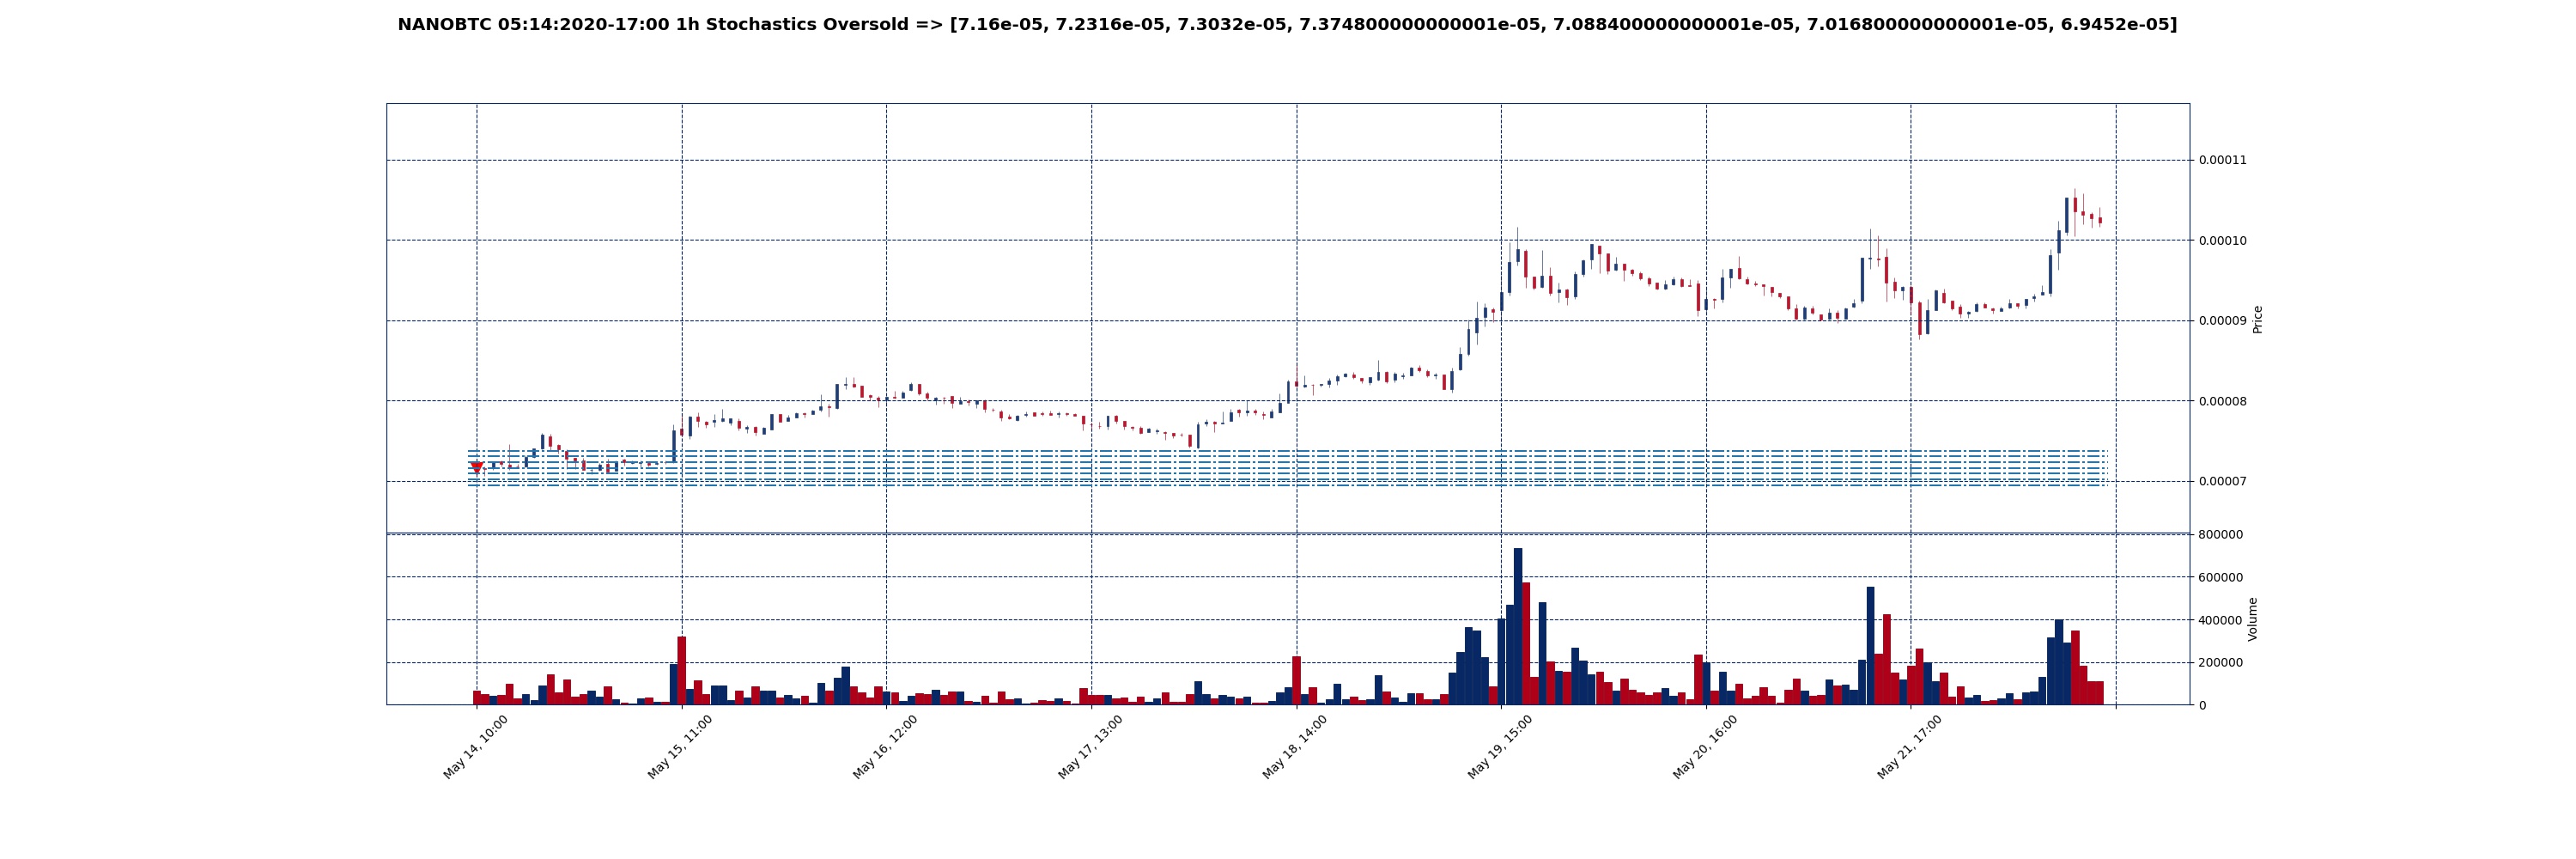 NANOBTC 05:14:2020-17:00 1h Stochastics Oversold => [7.16e-05, 7.2316e-05, 7.3032e-05, 7.374800000000001e-05, 7.088400000000001e-05, 7.016800000000001e-05, 6.9452e-05]
0.00011
0.00010
0.00009
0.00008
0.00007
Price
800000
600000
400000
200000
0
Volume
May 14, 10:00
May 15, 11:00
May 16, 12:00
May 17, 13:00
May 18, 14:00
May 19, 15:00
May 20, 16:00
May 21, 17:00